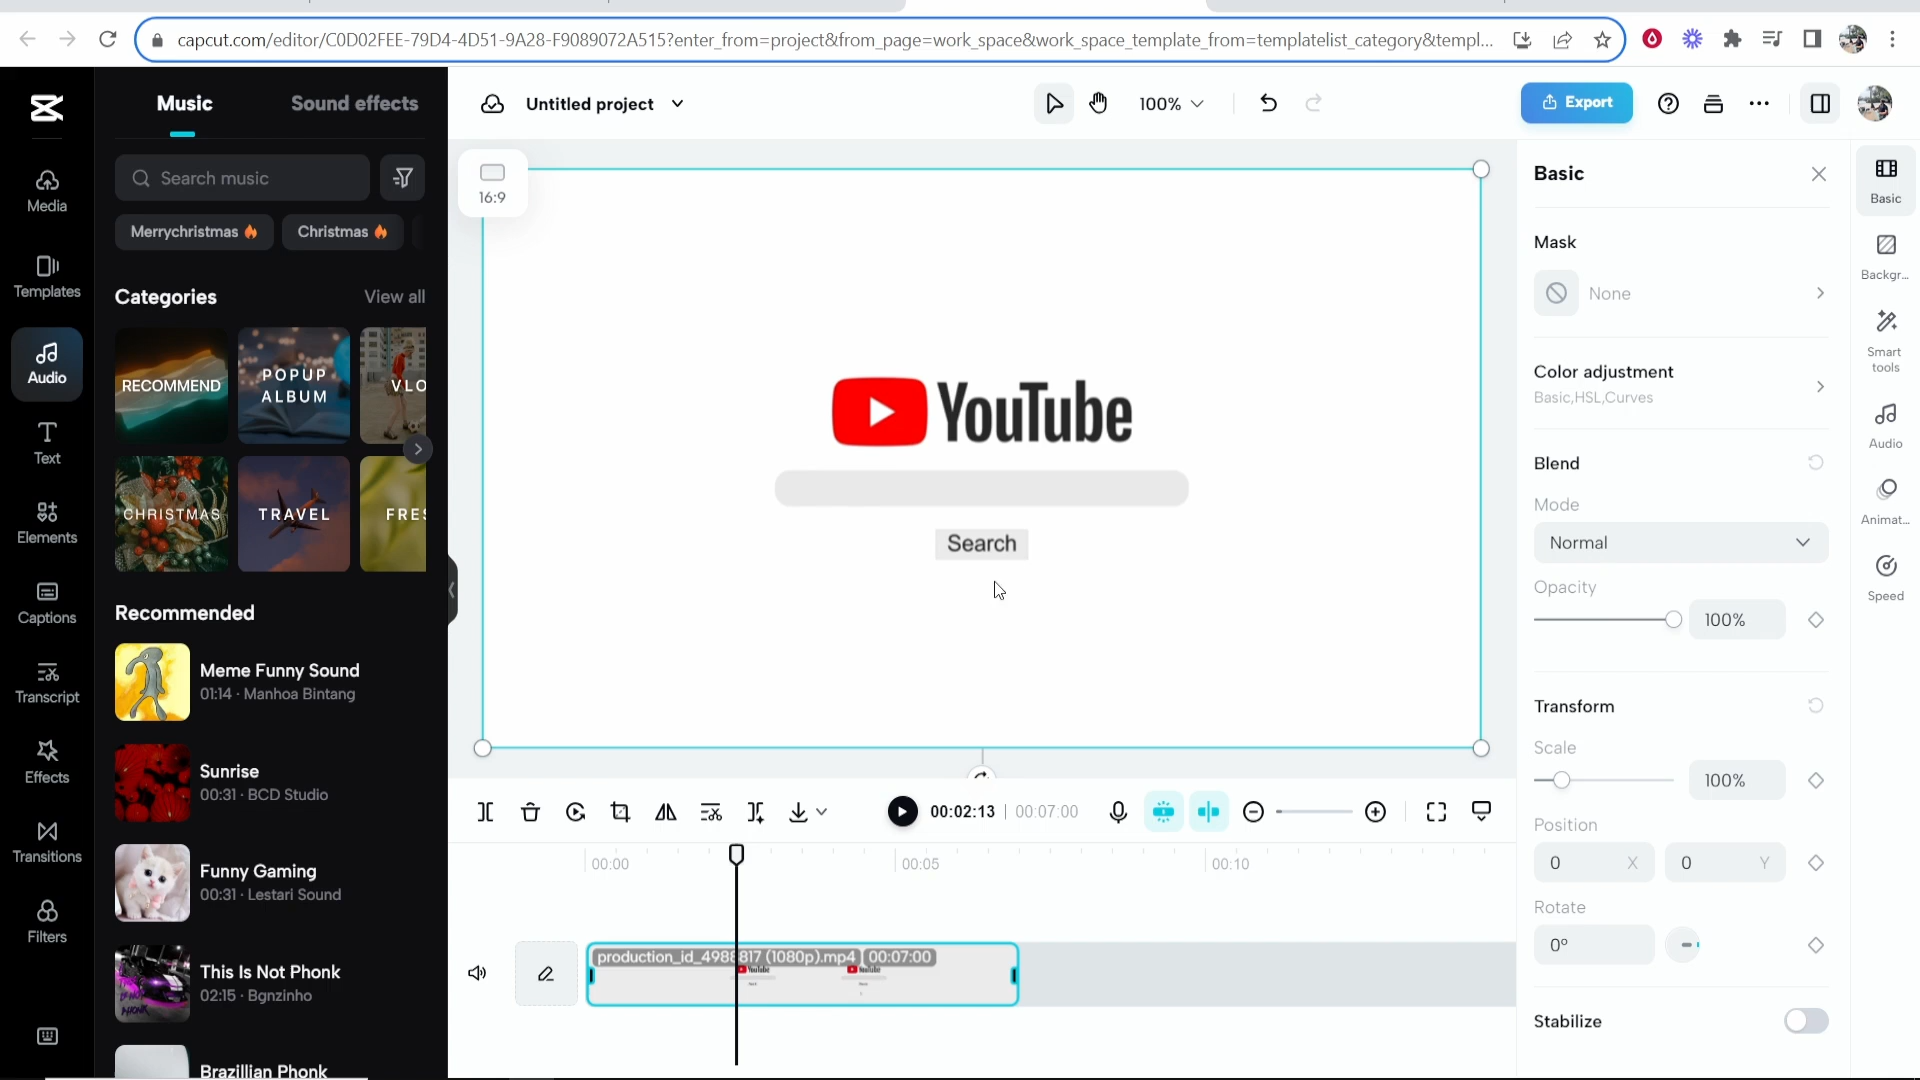 capcut.com/editor/C0D02FEE-79D4-4D51-9A28-F9089072A515?enter_from=project&from_page=work_space&work_space_template_from=templatelist_category&templ...
Music
Sound effects
Untitled project
100%
Export
Search music
16:9
Merrychristmas
Christmas
Categories
View all
RECOMMEND
POPUP
ALBUM
VLO
CHRISTMAS
TRAVEL
FRES
Recommended
Meme Funny Sound
01:14 · Manhoa Bintang
Sunrise
00:31 · BCD Studio
Funny Gaming
00:31 · Lestari Sound
This Is Not Phonk
02:15 · Bgnzinho
Brazillian Phonk
Media
Templates
Audio
Text
Elements
Captions
Transcript
Effects
Transitions
Filters
YouTube
Search
00:02:13 | 00:07:00
00:00
00:05
00:10
production_id_4988817 (1080p).mp4
00:07:00
YouTube
YouTube
Basic
Mask
None
Color adjustment
Basic,HSL,Curves
Blend
Mode
Normal
Opacity
100%
Transform
Scale
100%
Position
0 X
0 Y
Rotate
0°
Stabilize
Basic
Backgr...
Smart
tools
Audio
Animat...
Speed